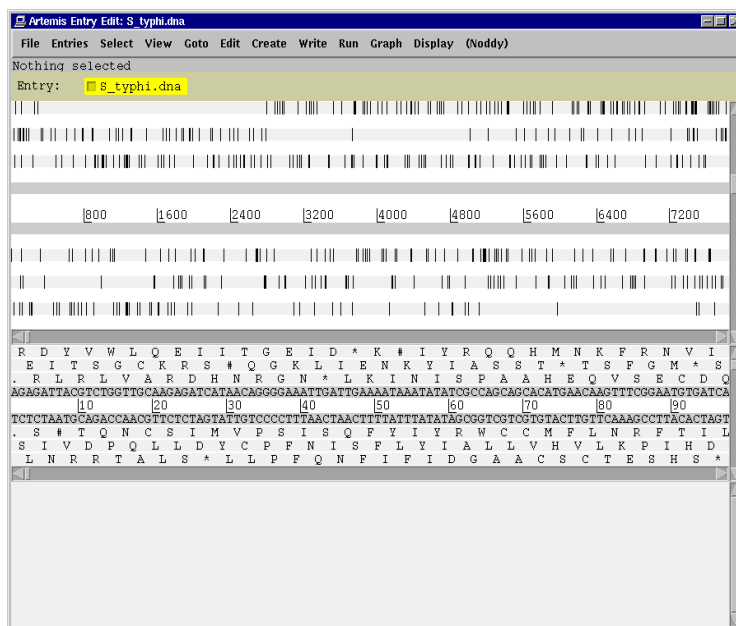 Artemis Entry Edit: S_typhi.dna
File Entries Select View Goto Edit Create Write Run Graph Display (Noddy)
Nothing selected
Entry: S_typhi.dna
800 1600 2400 3200 4000 4800 5600 6400 7200
R D Y V W L Q E I I T G E I D * K # I Y R Q Q H M N K F R N V I
E I T S G C K R S # Q G K L I E N K Y I A S S T * T S F G M * S
. R L R L V A R D H N R G N * L K I N I S P A A H E Q V S E C D Q
AGAGATTACGTCTGGTTGCAAGAGATCATAACAGGGGAAATTGATTGAAAATAAATATATCGCCAGCAGCACATGAACAAGTTTCGGAATGTGATCA
10 20 30 40 50 60 70 80 90
TCTCTAATGCAGACCAACGTTCTCTAGTATTGTCCCCTTTAACTAACTTTTATTTATATAGCGGTCGTCGTGTACTTGTTCAAAGCCTTACACTAGT
. S # T Q N C S I M V P S I S Q F Y I Y R W C C M F L N R F T I L
S I V D P Q L L D Y C P F N I S F L Y I A L L V H V L K P I H D
L N R R T A L S * L L P F Q N F I F I D G A A C S C T E S H S *